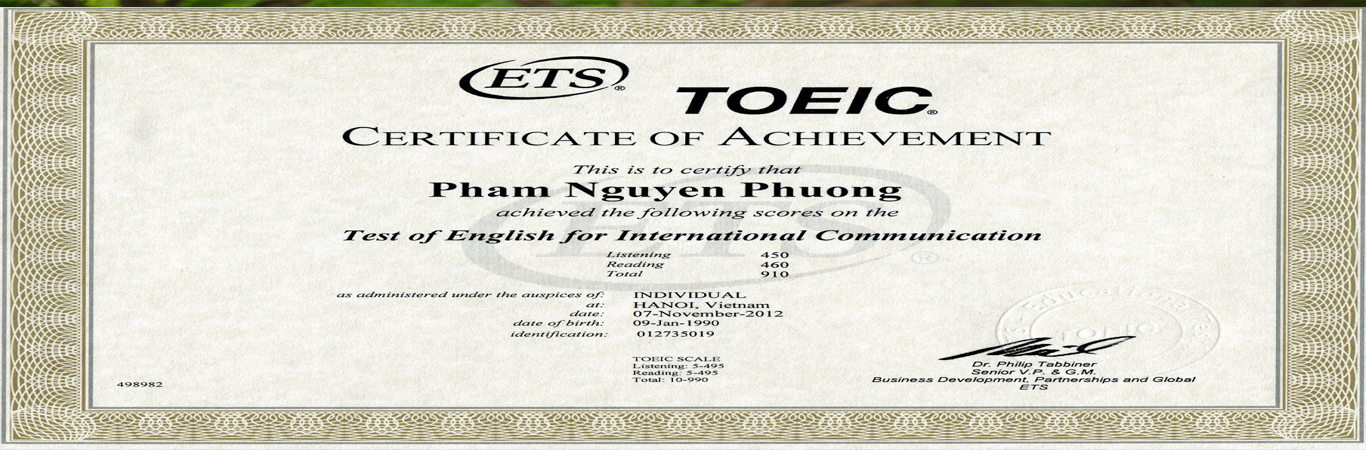 ETS®
TOEIC®
CERTIFICATE OF ACHIEVEMENT
This is to certify that
Pham Nguyen Phuong
achieved the following scores on the
Test of English for International Communication
Listening 450
Reading 460
Total 910
as administered under the auspices of: INDIVIDUAL
at: HANOI, Vietnam
date: 07-November-2012
date of birth: 09-Jan-1990
identification: 012735019
TOEIC SCALE
Listening: 5-495
Reading: 5-495
Total: 10-990
498982
TOEIC
Dr. Philip Tabbiner
Senior V.P. & G.M.
Business Development, Partnerships and Global
ETS